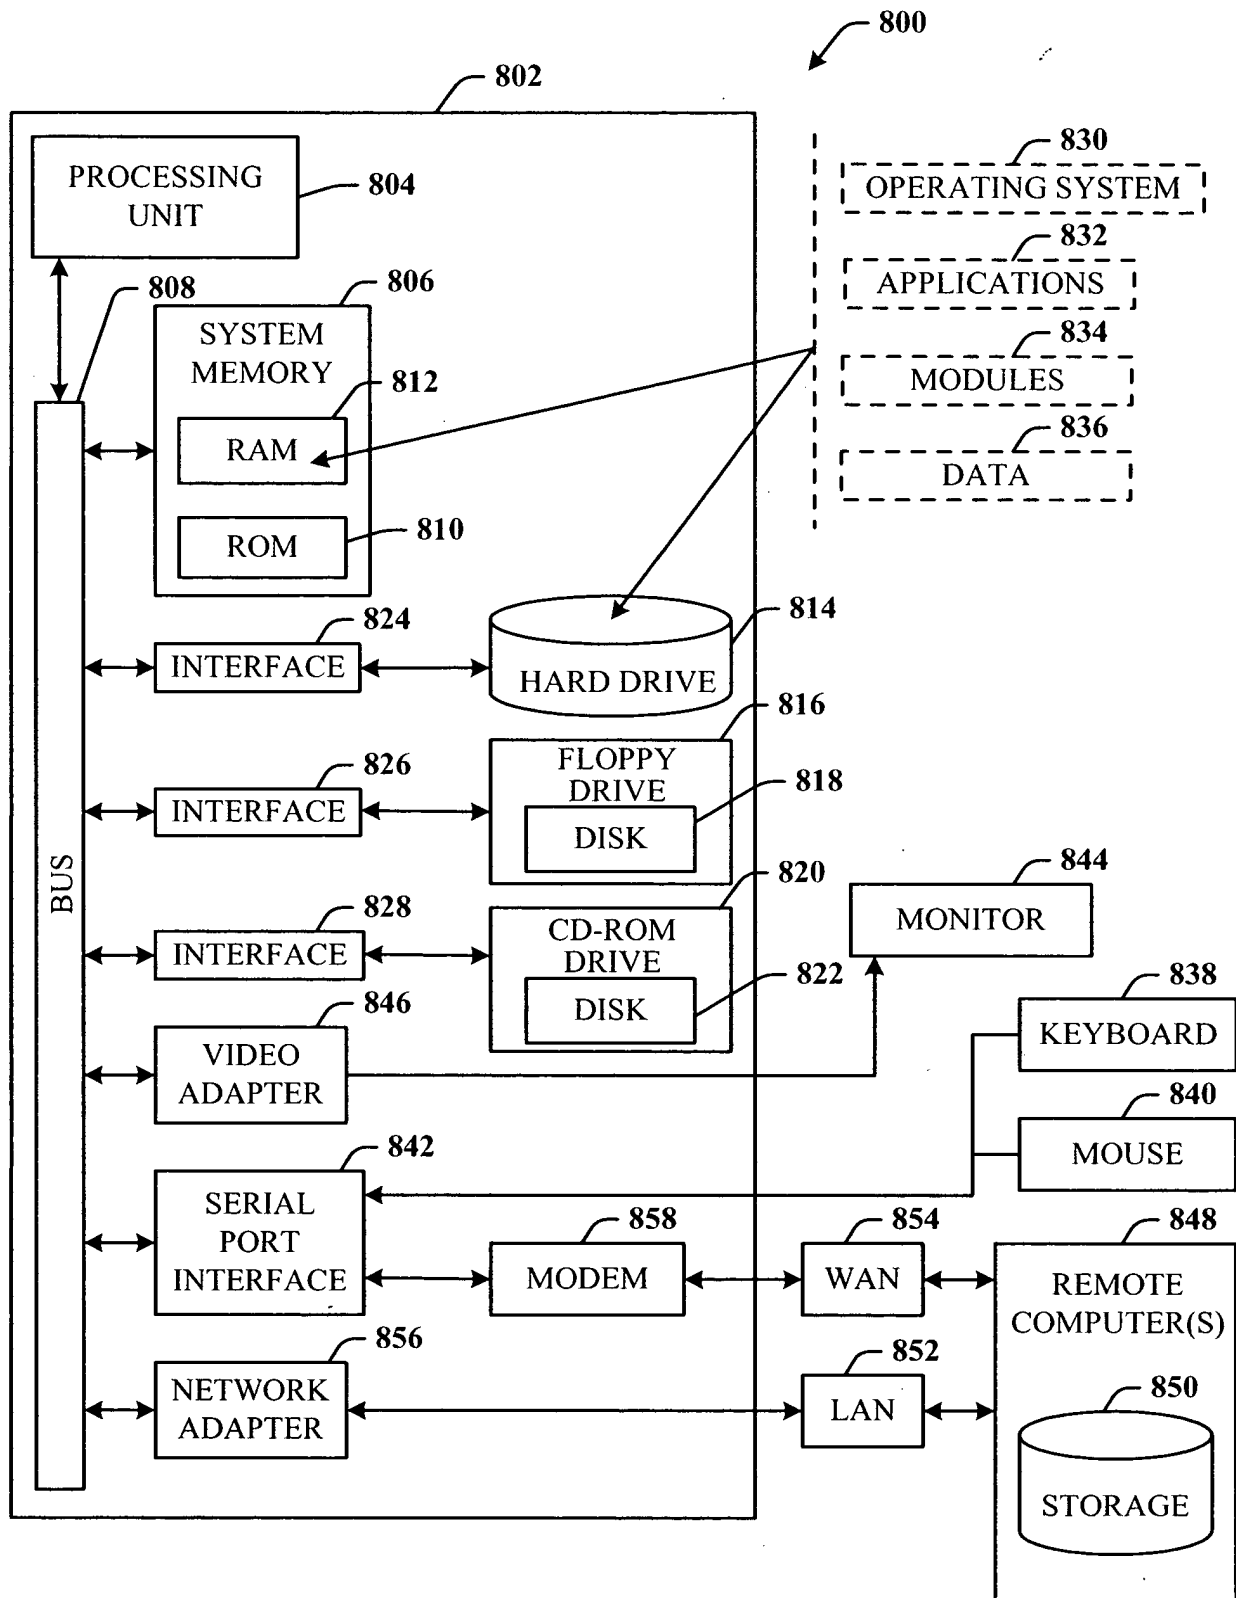 800
802
PROCESSING
UNIT
804
830
OPERATING SYSTEM
832
APPLICATIONS
834
MODULES
836
DATA
808
806
SYSTEM
MEMORY
812
RAM
ROM
810
BUS
824
INTERFACE
814
HARD DRIVE
816
FLOPPY
DRIVE
818
DISK
826
INTERFACE
820
CD-ROM
DRIVE
822
DISK
828
INTERFACE
844
MONITOR
838
KEYBOARD
840
MOUSE
846
VIDEO
ADAPTER
842
SERIAL
PORT
INTERFACE
858
MODEM
854
WAN
848
REMOTE
COMPUTER(S)
856
NETWORK
ADAPTER
852
LAN
850
STORAGE